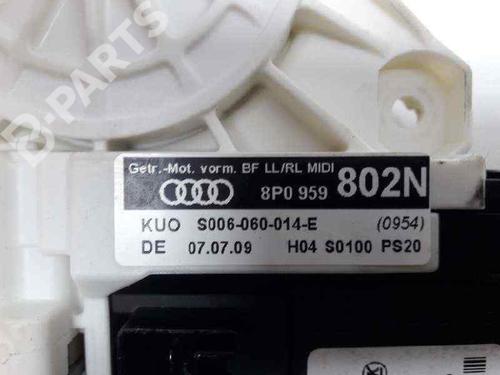 B-PARTS
Getr.-Mot. vorm. BF LL/RL MIDI
8P0 959 802N
KUO S006-060-014-E (0954)
DE 07.07.09 H04 S0100 PS20